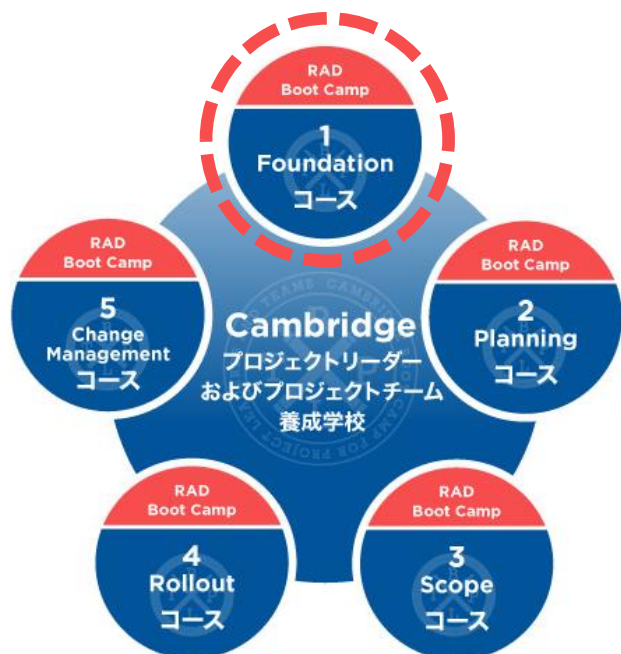 RAD
Boot Camp
1
Foundation
コース
RAD
Boot Camp
2
Planning
コース
RAD
Boot Camp
3
Scope
コース
RAD
Boot Camp
4
Rollout
コース
RAD
Boot Camp
5
Change
Management
コース
Cambridge
プロジェクトリーダー
およびプロジェクトチーム
養成学校